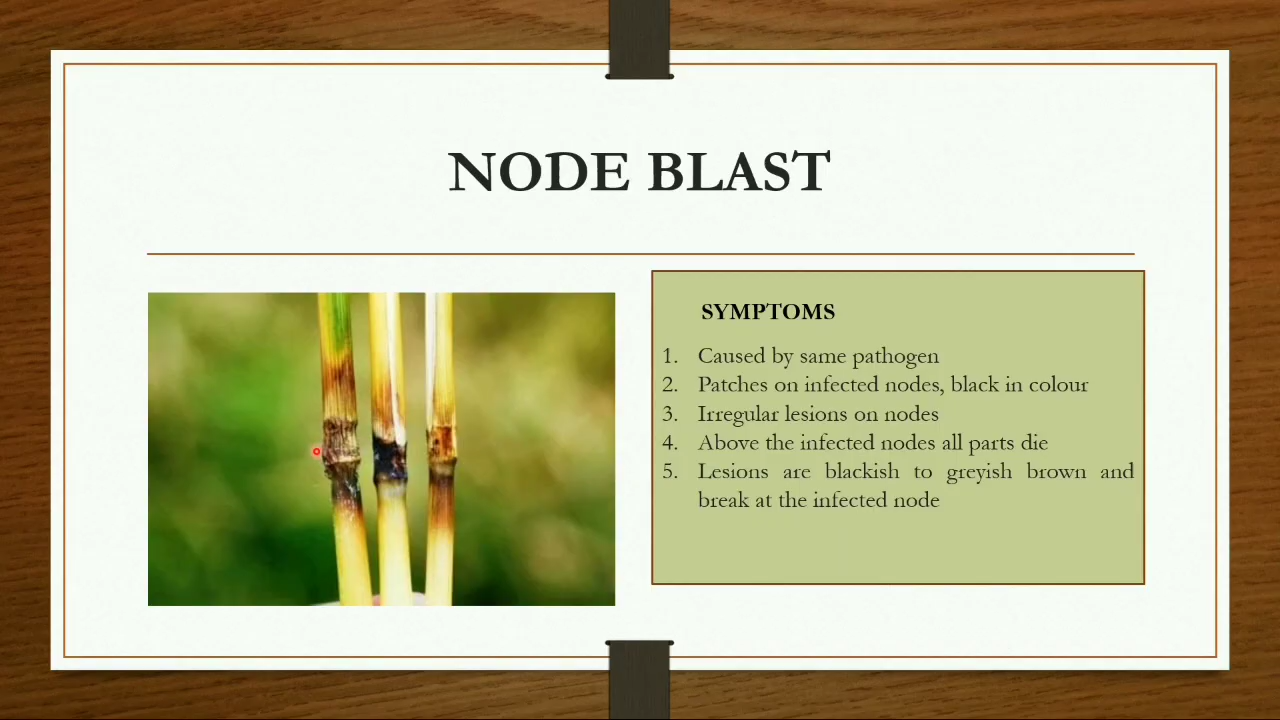 NODE BLAST
SYMPTOMS
1. Caused by same pathogen
2. Patches on infected nodes, black in colour
3. Irregular lesions on nodes
4. Above the infected nodes all parts die
5. Lesions are blackish to greyish brown and
break at the infected node